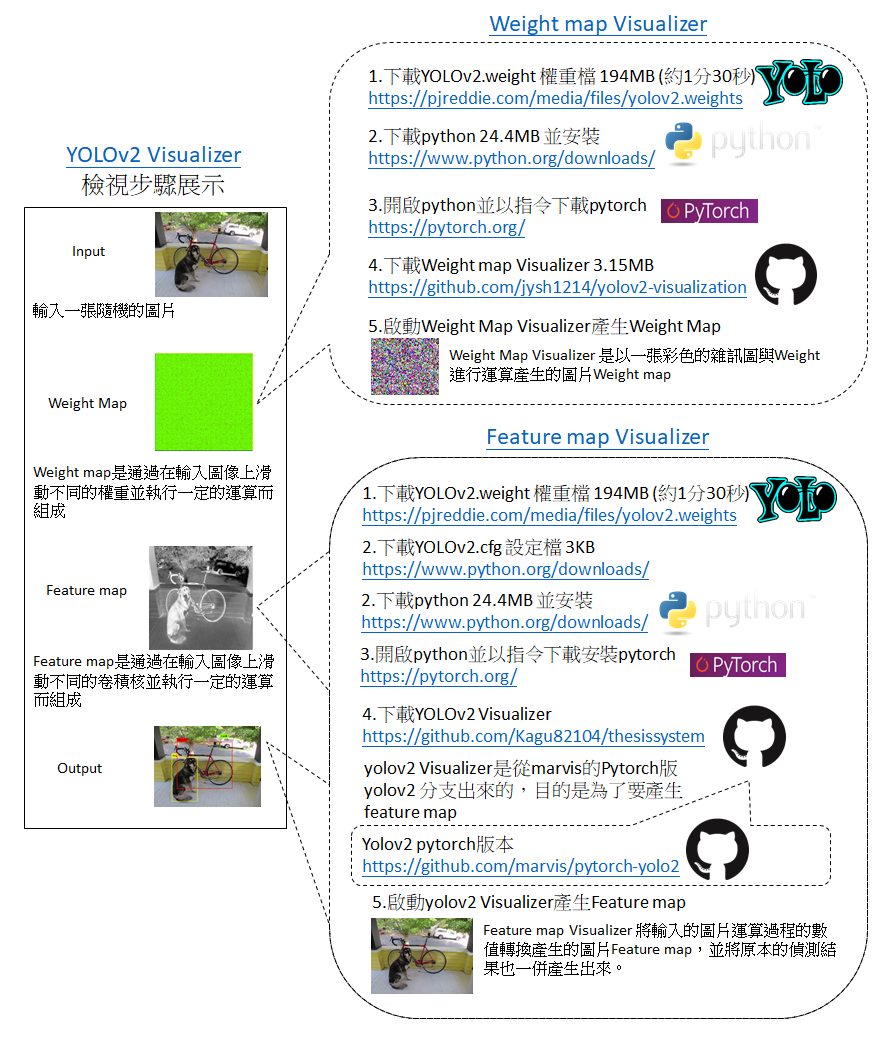 YOLOv2 Visualizer
檢視步驟展示
Input
輸入一張隨機的圖片
Weight Map
Weight map是通過在輸入圖像上滑
動不同的權重並執行一定的運算而
組成
Feature map
Feature map是通過在輸入圖像上滑
動不同的卷積核並執行一定的運算
而組成
Output
Weight map Visualizer
1.下載YOLOv2.weight 權重檔 194MB (約1分30秒)
YOLO
https://pjreddie.com/media/files/yolov2.weights
2.下載python 24.4MB 並安裝
python™
https://www.python.org/downloads/
3.開啟python並以指令下載pytorch
PyTorch
https://pytorch.org/
4.下載Weight map Visualizer 3.15MB
https://github.com/jysh1214/yolov2-visualization
5.啟動Weight Map Visualizer產生Weight Map
Weight Map Visualizer 是以一張彩色的雜訊圖與Weight
進行運算產生的圖片Weight map
Feature map Visualizer
1.下載YOLOv2.weight 權重檔 194MB (約1分30秒)
YOLO
https://pjreddie.com/media/files/yolov2.weights
2.下載YOLOv2.cfg 設定檔 3KB
https://www.python.org/downloads/
2.下載python 24.4MB 並安裝
python™
https://www.python.org/downloads/
3.開啟python並以指令下載安裝pytorch
PyTorch
https://pytorch.org/
4.下載YOLOv2 Visualizer
https://github.com/Kagu82104/thesissystem
yolov2 Visualizer是從marvis的Pytorch版
yolov2 分支出來的，目的是為了要產生
feature map
Yolov2 pytorch版本
https://github.com/marvis/pytorch-yolo2
5.啟動yolov2 Visualizer產生Feature map
Feature map Visualizer 將輸入的圖片運算過程的數
值轉換產生的圖片Feature map，並將原本的偵測結
果也一併產生出來。